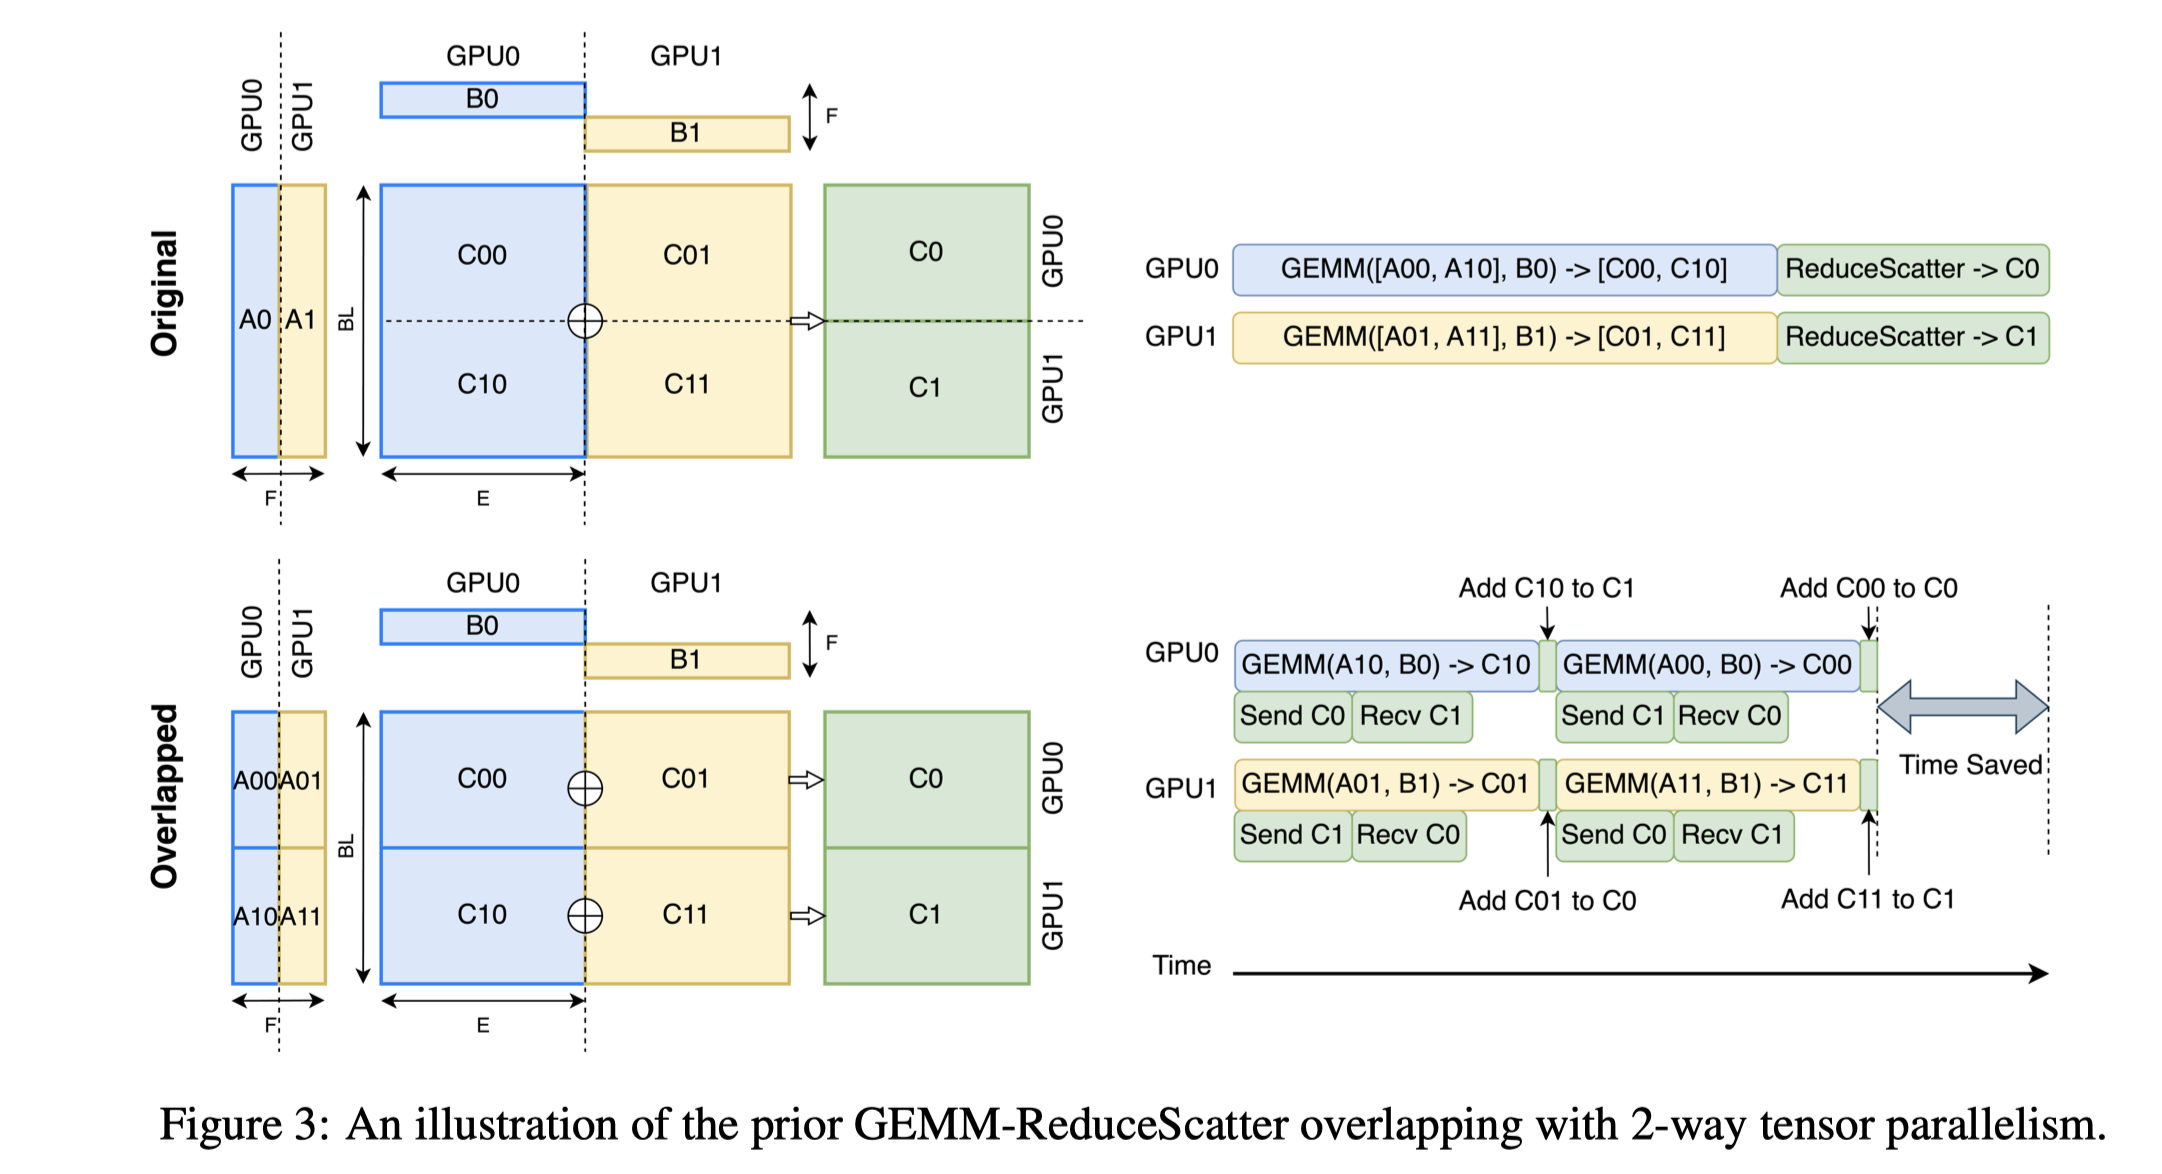 Original
GPU0
GPU1
GPU0
GPU1
B0
B1
F
A0
A1
BL
C00
C01
C10
C11
C0
C1
GPU0
GPU1
F
E
GPU0
GEMM([A00, A10], B0) -> [C00, C10]
ReduceScatter -> C0
GPU1
GEMM([A01, A11], B1) -> [C01, C11]
ReduceScatter -> C1
Overlapped
GPU0
GPU1
GPU0
GPU1
B0
B1
F
A00
A01
A10
A11
BL
C00
C01
C10
C11
C0
C1
GPU0
GPU1
F
E
Add C10 to C1
Add C00 to C0
GPU0
GEMM(A10, B0) -> C10
GEMM(A00, B0) -> C00
Send C0
Recv C1
Send C1
Recv C0
Time Saved
GPU1
GEMM(A01, B1) -> C01
GEMM(A11, B1) -> C11
Send C1
Recv C0
Send C0
Recv C1
Add C01 to C0
Add C11 to C1
Time
Figure 3: An illustration of the prior GEMM-ReduceScatter overlapping with 2-way tensor parallelism.